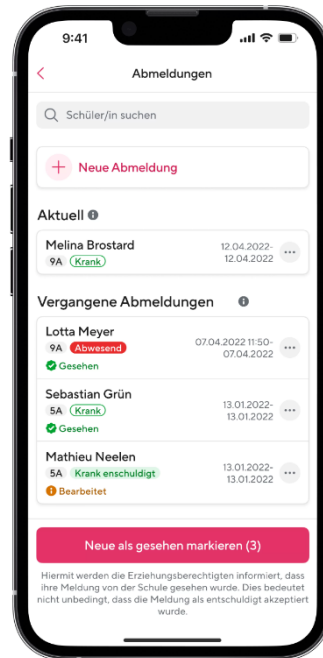 9:41
Abmeldungen
Schüler/in suchen
Neue Abmeldung
Aktuell
Melina Brostard
9A Krank
12.04.2022-
12.04.2022
Vergangene Abmeldungen
Lotta Meyer
9A Abwesend
Gesehen
07.04.2022 11:50-
07.04.2022
Sebastian Grün
5A Krank
Gesehen
13.01.2022-
13.01.2022
Mathieu Neelen
5A Krank enschuldigt
Bearbeitet
13.01.2022-
13.01.2022
Neue als gesehen markieren (3)
Hiermit werden die Erziehungsberechtigten informiert, dass
ihre Meldung von der Schule gesehen wurde. Dies bedeutet
nicht unbedingt, dass die Meldung als entschuldigt akzeptiert
wurde.